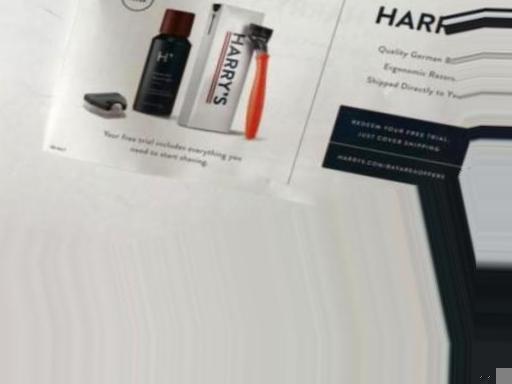 H'
HARRY'S
Your free trial includes everything you
need to start shaving.
HARR
Quality German
Ergonomic Razors.
Shipped Directly to You
REDEEM YOUR FREE TRIAL,
JUST COVER SHIPPING.
HARRYS.COM/BAYAREASHOPPERS